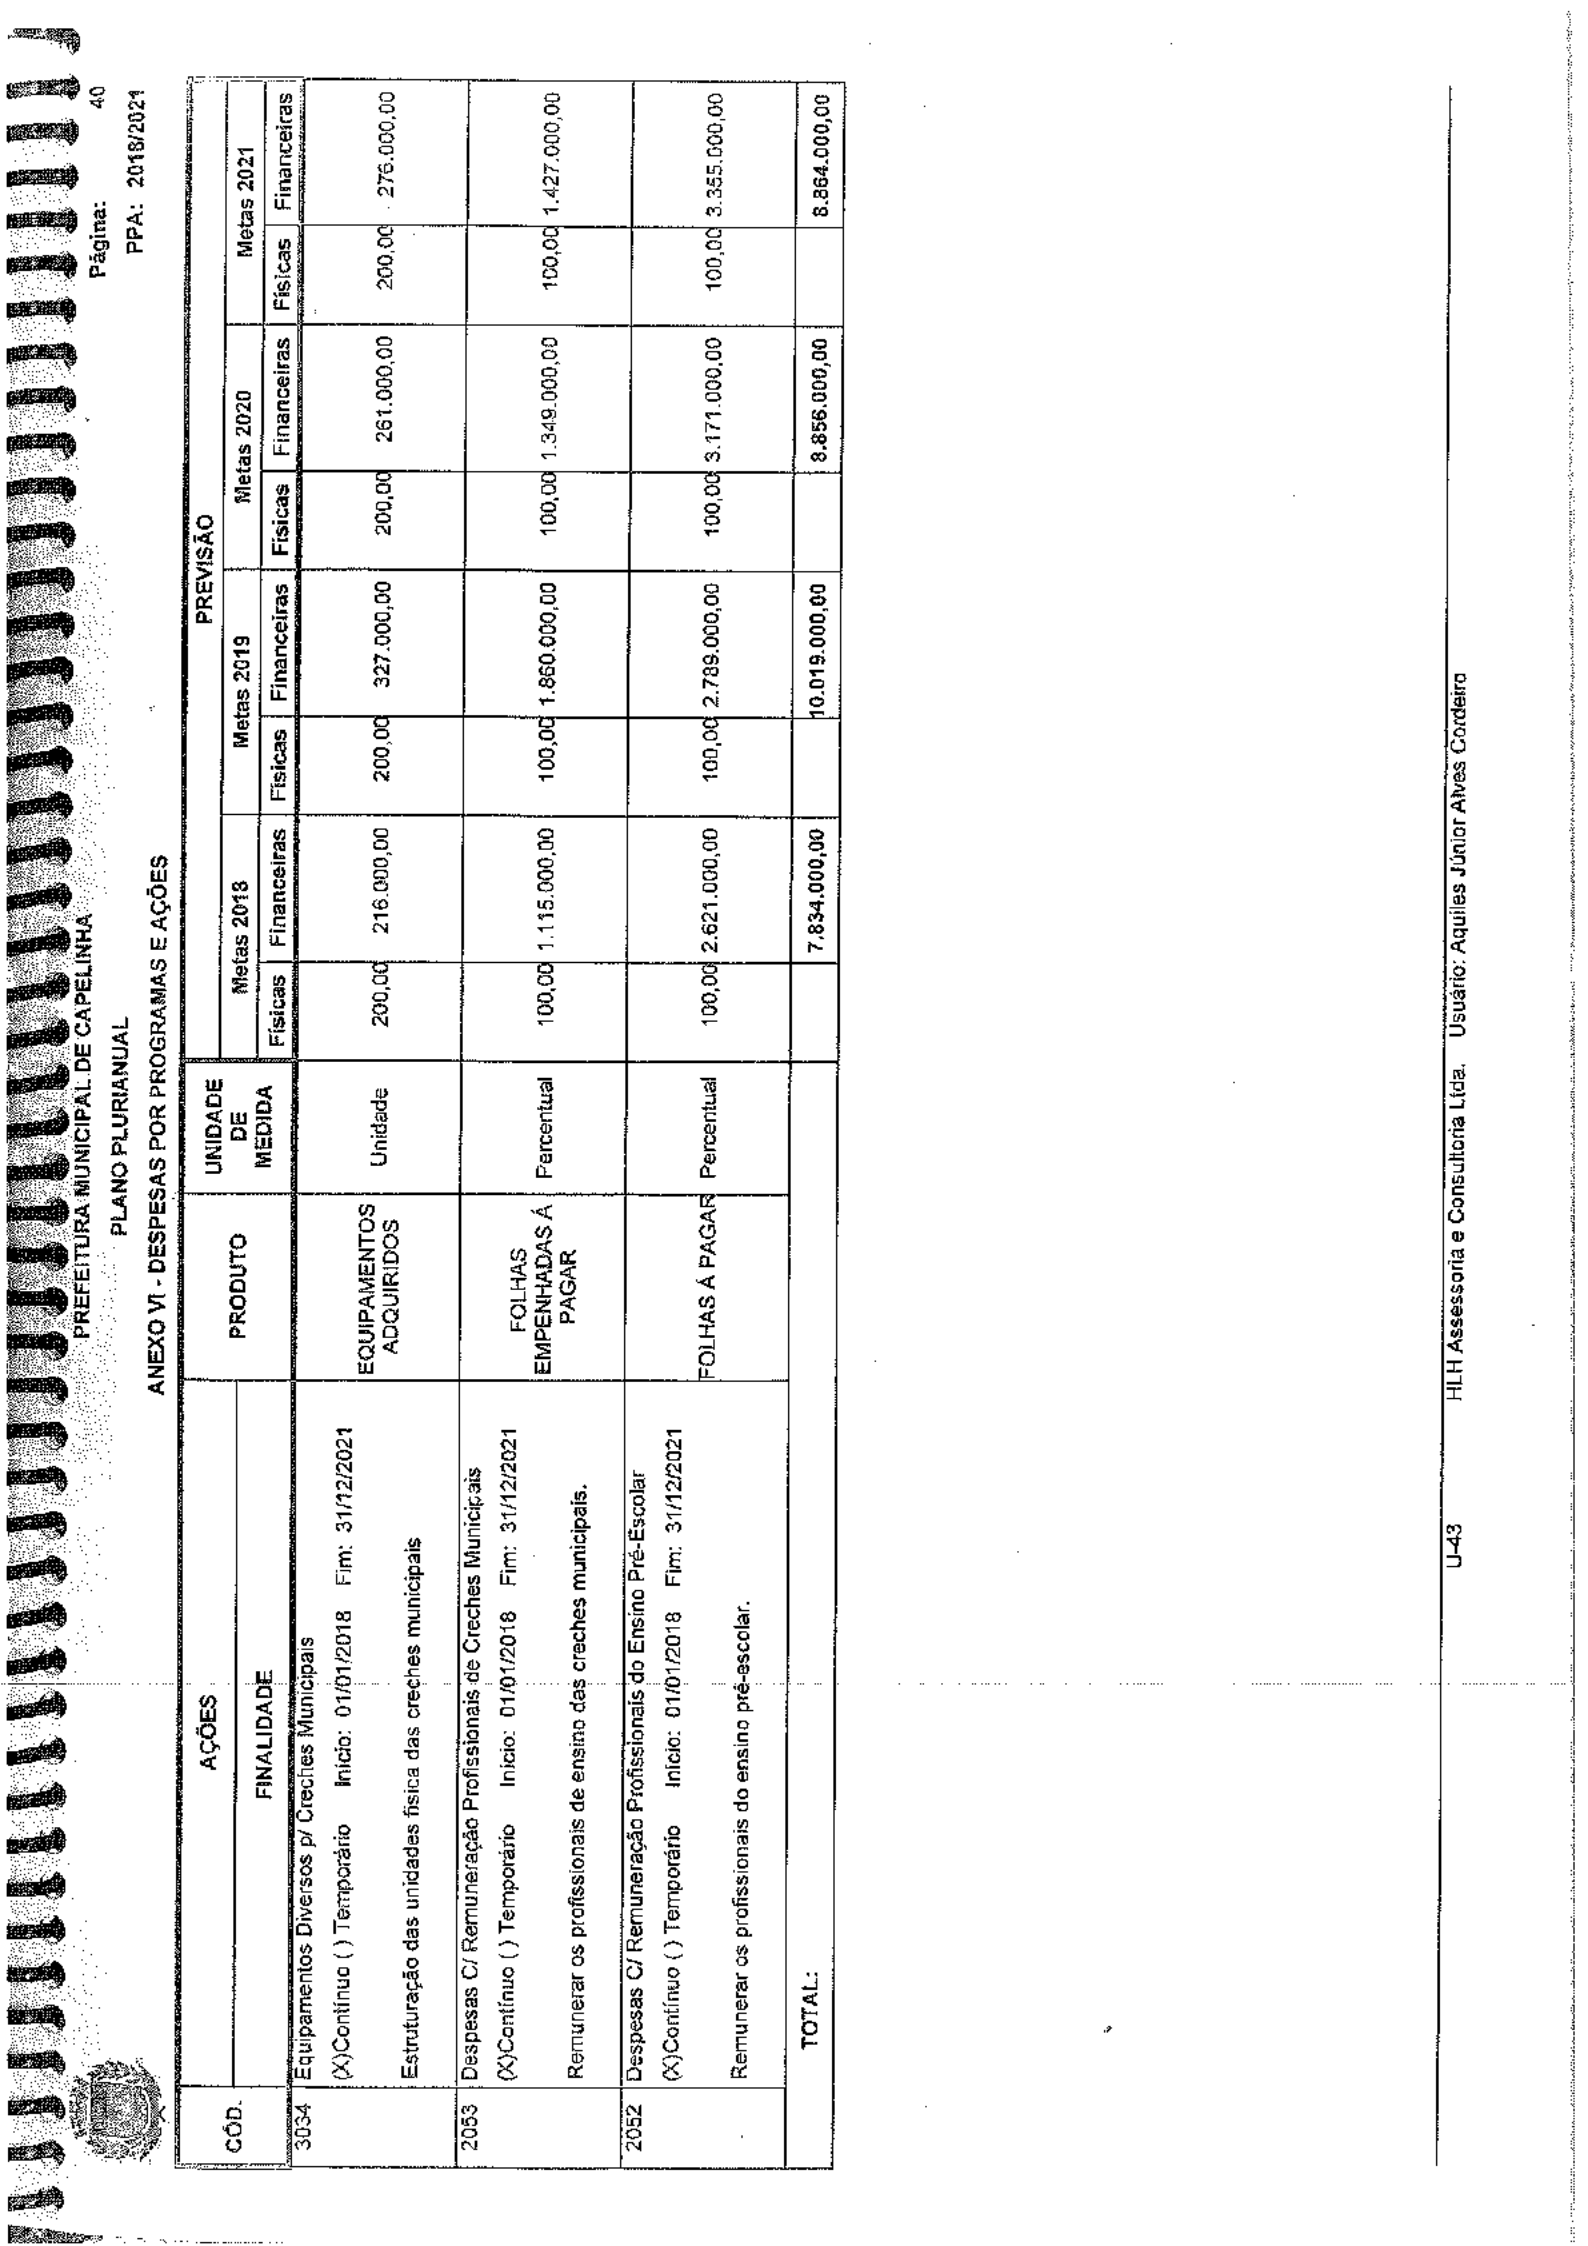 Página: 40
PREFEITURA MUNICIPAL DE CAPELINHA
PLANO PLURIANUAL
PPA: 2018/2021
ANEXO VI - DESPESAS POR PROGRAMAS E AÇÕES
CÓD. AÇÕES PRODUTO UNIDADE DE MEDIDA PREVISÃO
FINALIDADE Metas 2018 Metas 2019 Metas 2020 Metas 2021
Físicas Financeiras Físicas Financeiras Físicas Financeiras Físicas Financeiras
3034 Equipamentos Diversos p/ Creches Municipais
(X)Contínuo ( ) Temporário Início: 01/01/2018 Fim: 31/12/2021
EQUIPAMENTOS ADQUIRIDOS Unidade 200,00 216.000,00 200,00 327.000,00 200,00 261.000,00 200,00 276.000,00
Estruturação das unidades física das creches municipais
2053 Despesas C/ Remuneração Profissionais de Creches Municipais
(X)Contínuo ( ) Temporário Início: 01/01/2018 Fim: 31/12/2021
FOLHAS EMPENHADAS Á PAGAR Percentual 100,00 1.115.000,00 100,00 1.860.000,00 100,00 1.349.000,00 100,00 1.427.000,00
Remunerar os profissionais de ensino das creches municipais.
2052 Despesas C/ Remuneração Profissionais do Ensino Pré-Escolar
(X)Contínuo ( ) Temporário Início: 01/01/2018 Fim: 31/12/2021
FOLHAS Á PAGAR Percentual 100,00 2.621.000,00 100,00 2.789.000,00 100,00 3.171.000,00 100,00 3.355.000,00
Remunerar os profissionais do ensino pré-escolar.
TOTAL: 7.834.000,00 10.019.000,00 8.856.000,00 8.864.000,00
U-43 HLH Assessoria e Consultoria Ltda. Usuário: Aquiles Júnior Alves Cordeiro